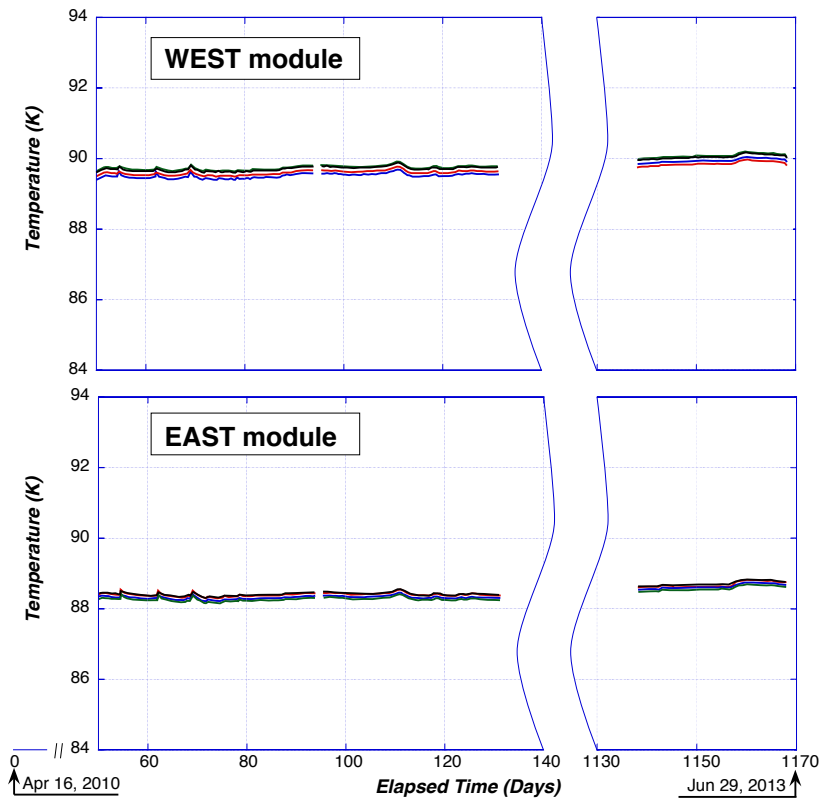 94
WEST module
92
90
88
86
84
Temperature (K)
94
EAST module
92
90
88
86
84
Temperature (K)
0 // 60 80 100 120 140 1130 1150 1170
Apr 16, 2010 Elapsed Time (Days) Jun 29, 2013